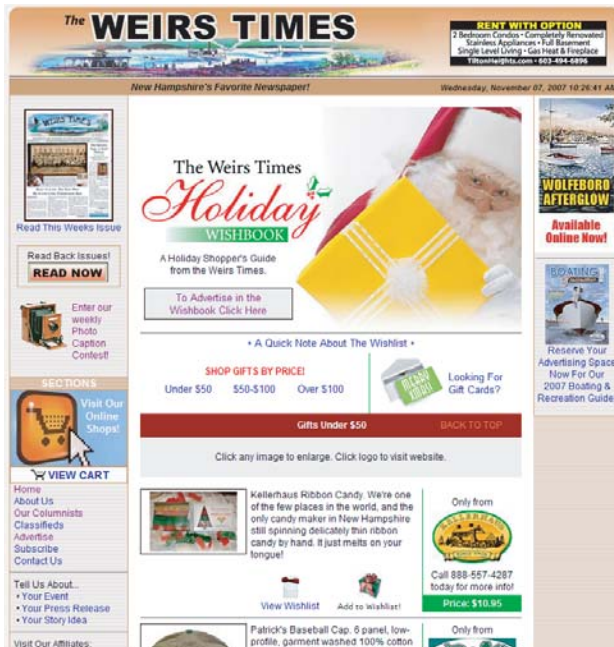 The WEIRS TIMES
RENT WITH OPTION
2 Bedroom Condos • Completely Renovated
Stainless Appliances • Full Basement
Single Level Living • Gas Heat & Fireplace
TiltonHeights.com • 603-494-6896
New Hampshire's Favorite Newspaper!
Wednesday, November 07, 2007 10:26:41 AM
WEIRS TIMES
Read This Weeks Issue
Read Back Issues!
READ NOW
Enter our
weekly
Photo
Caption
Contest!
SECTIONS
Visit Our
Online
Shops!
VIEW CART
Home
About Us
Our Columnists
Classifieds
Advertise
Subscribe
Contact Us
Tell Us About...
• Your Event
• Your Press Release
• Your Story Idea
Visit Our Affiliates:
The Weirs Times
Holiday
WISHBOOK
A Holiday Shopper's Guide
from the Weirs Times.
To Advertise in the
Wishbook Click Here
• A Quick Note About The Wishlist •
SHOP GIFTS BY PRICE!
Under $50 $50-$100 Over $100
merry
xmas!
Looking For
Gift Cards?
Gifts Under $50
BACK TO TOP
Click any image to enlarge. Click logo to visit website.
Kellerhaus Ribbon Candy. We're one
of the few places in the world, and the
only candy maker in New Hampshire
still spinning delicately thin ribbon
candy by hand. It just melts on your
tongue!
View Wishlist
Add to Wishlist!
Only from
KELLERHAUS
Call 888-557-4287
today for more info!
Price: $10.95
Patrick's Baseball Cap. 6 panel, low-
profile, garment washed 100% cotton
Only from
WOLFEBORO
AFTERGLOW
Available
Online Now!
BOATING
Reserve Your
Advertising Space
Now For Our
2007 Boating &
Recreation Guide